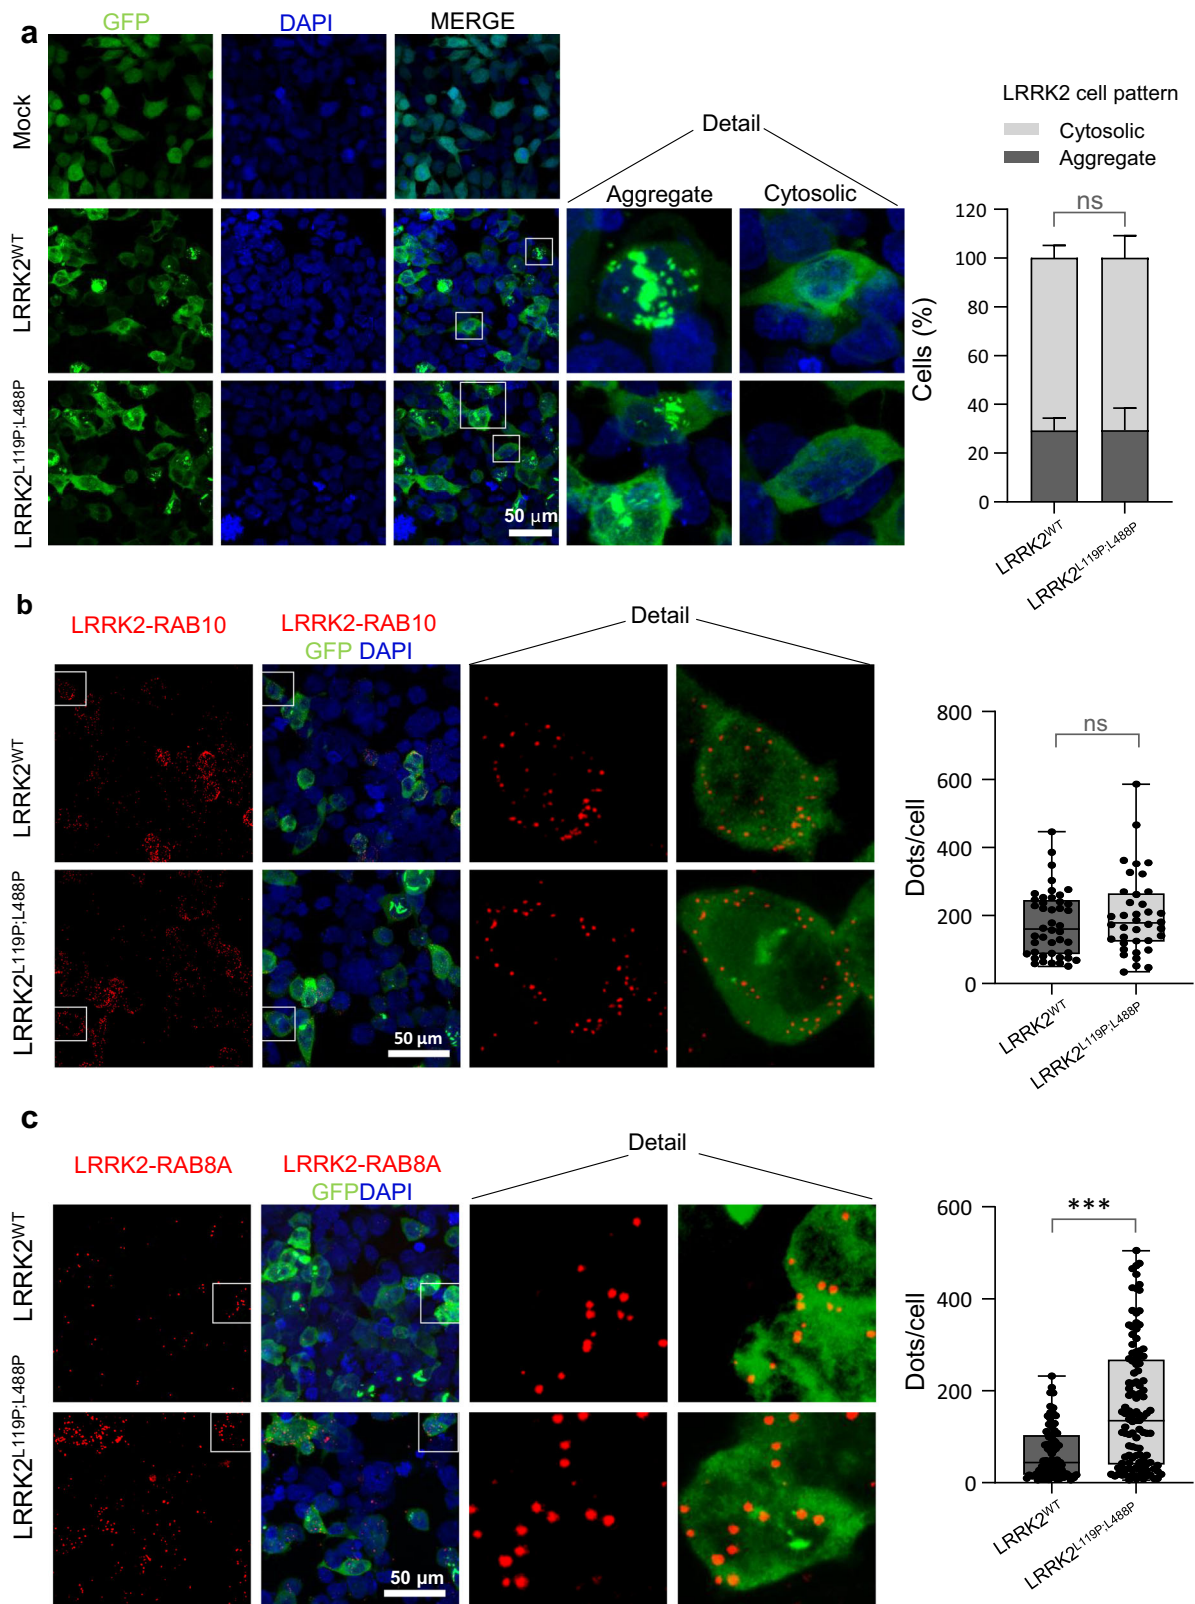 a
GFP
DAPI
MERGE
Mock
LRRK2WT
LRRK2L119P;L488P
Detail
Aggregate
Cytosolic
50 μm
LRRK2 cell pattern
Cytosolic
Aggregate
ns
120
100
80
60
40
20
0
Cells (%)
LRRK2WT
LRRK2L119P;L488P
b
LRRK2-RAB10
LRRK2-RAB10
GFP DAPI
Detail
LRRK2WT
LRRK2L119P;L488P
50 μm
ns
800
600
400
200
0
Dots/cell
LRRK2WT
LRRK2L119P;L488P
c
LRRK2-RAB8A
LRRK2-RAB8A
GFPDAPI
Detail
LRRK2WT
LRRK2L119P;L488P
50 μm
***
600
400
200
0
Dots/cell
LRRK2WT
LRRK2L119P;L488P